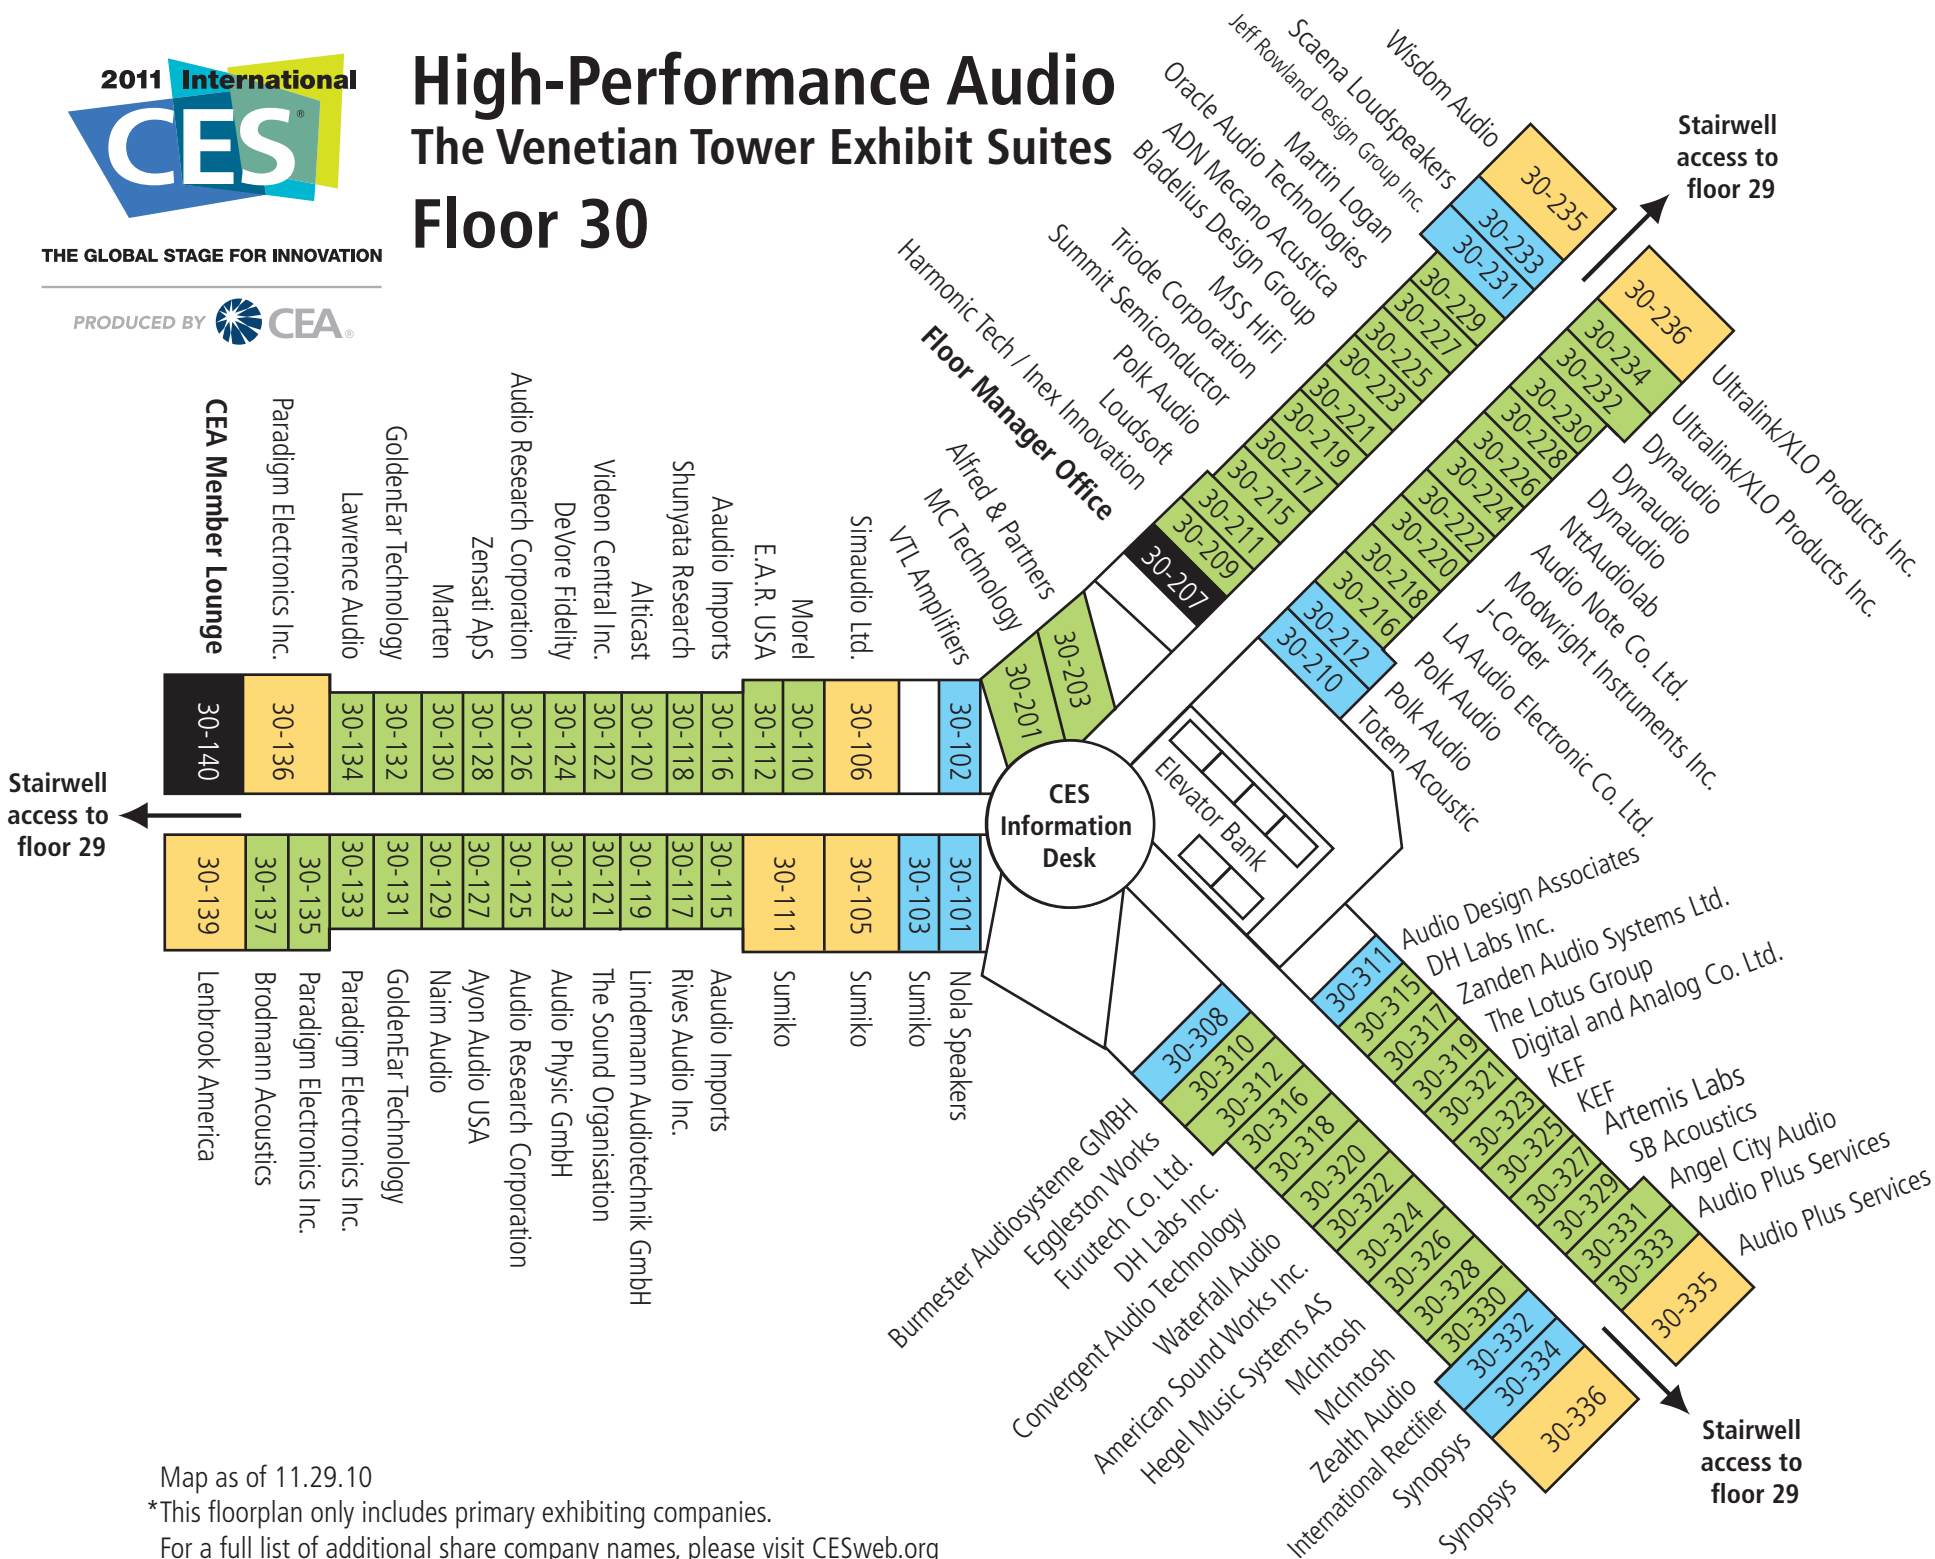 2011 International
CES®
THE GLOBAL STAGE FOR INNOVATION
PRODUCED BY CEA®
High-Performance Audio
The Venetian Tower Exhibit Suites
Floor 30
CEA Member Lounge
Paradigm Electronics Inc.
Lawrence Audio
GoldenEar Technology
Marten
Zensati ApS
Audio Research Corporation
DeVore Fidelity
Videon Central Inc.
Alticast
Shunyata Research
Aaudio Imports
E.A.R. USA
Morel
Simaudio Ltd.
VTL Amplifiers
MC Technology
Alfred & Partners
30-140
30-136
30-134
30-132
30-130
30-128
30-126
30-124
30-122
30-120
30-118
30-116
30-112
30-110
30-106
30-102
30-201
30-203
Stairwell
access to
floor 29
30-139
30-137
30-135
30-133
30-131
30-129
30-127
30-125
30-123
30-121
30-119
30-117
30-115
30-111
30-105
30-103
30-101
Lenbrook America
Brodmann Acoustics
Paradigm Electronics Inc.
Paradigm Electronics Inc.
GoldenEar Technology
Naim Audio
Ayon Audio USA
Audio Research Corporation
Audio Physic GmbH
The Sound Organisation
Lindemann Audiotechnik GmbH
Rives Audio Inc.
Aaudio Imports
Sumiko
Sumiko
Sumiko
Nola Speakers
CES
Information
Desk
Elevator Bank
Floor Manager Office
Harmonic Tech / Inex Innovation
Loudsoft
Polk Audio
Summit Semiconductor
Triode Corporation
MSS HiFi
Bladelius Design Group
ADN Mecano Acustica
Oracle Audio Technologies
Martin Logan
Jeff Rowland Design Group Inc.
Scaena Loudspeakers
Wisdom Audio
30-207
30-209
30-211
30-215
30-217
30-219
30-221
30-223
30-225
30-227
30-229
30-231
30-233
30-235
Stairwell
access to
floor 29
30-236
30-234
30-232
30-230
30-228
30-226
30-224
30-222
30-220
30-218
30-216
30-212
30-210
Ultralink/XLO Products Inc.
Ultralink/XLO Products Inc.
Dynaudio
Dynaudio
Dynaudio
NttAudiolab
Audio Note Co. Ltd.
Modwright Instruments Inc.
J-Corder
LA Audio Electronic Co. Ltd.
Polk Audio
Polk Audio
Totem Acoustic
30-311
30-315
30-317
30-319
30-321
30-323
30-325
30-327
30-329
30-331
30-333
30-335
Audio Design Associates
DH Labs Inc.
Zanden Audio Systems Ltd.
The Lotus Group
Digital and Analog Co. Ltd.
KEF
KEF
Artemis Labs
SB Acoustics
Angel City Audio
Audio Plus Services
Audio Plus Services
30-308
30-310
30-312
30-316
30-318
30-320
30-322
30-324
30-326
30-328
30-330
30-332
30-334
30-336
Burmester Audiosysteme GMBH
Eggleston Works
Furutech Co. Ltd.
DH Labs Inc.
Convergent Audio Technology
Waterfall Audio
American Sound Works Inc.
Hegel Music Systems AS
McIntosh
McIntosh
Zealth Audio
International Rectifier
Synopsys
Synopsys
Stairwell
access to
floor 29
Map as of 11.29.10
*This floorplan only includes primary exhibiting companies.
For a full list of additional share company names, please visit CESweb.org